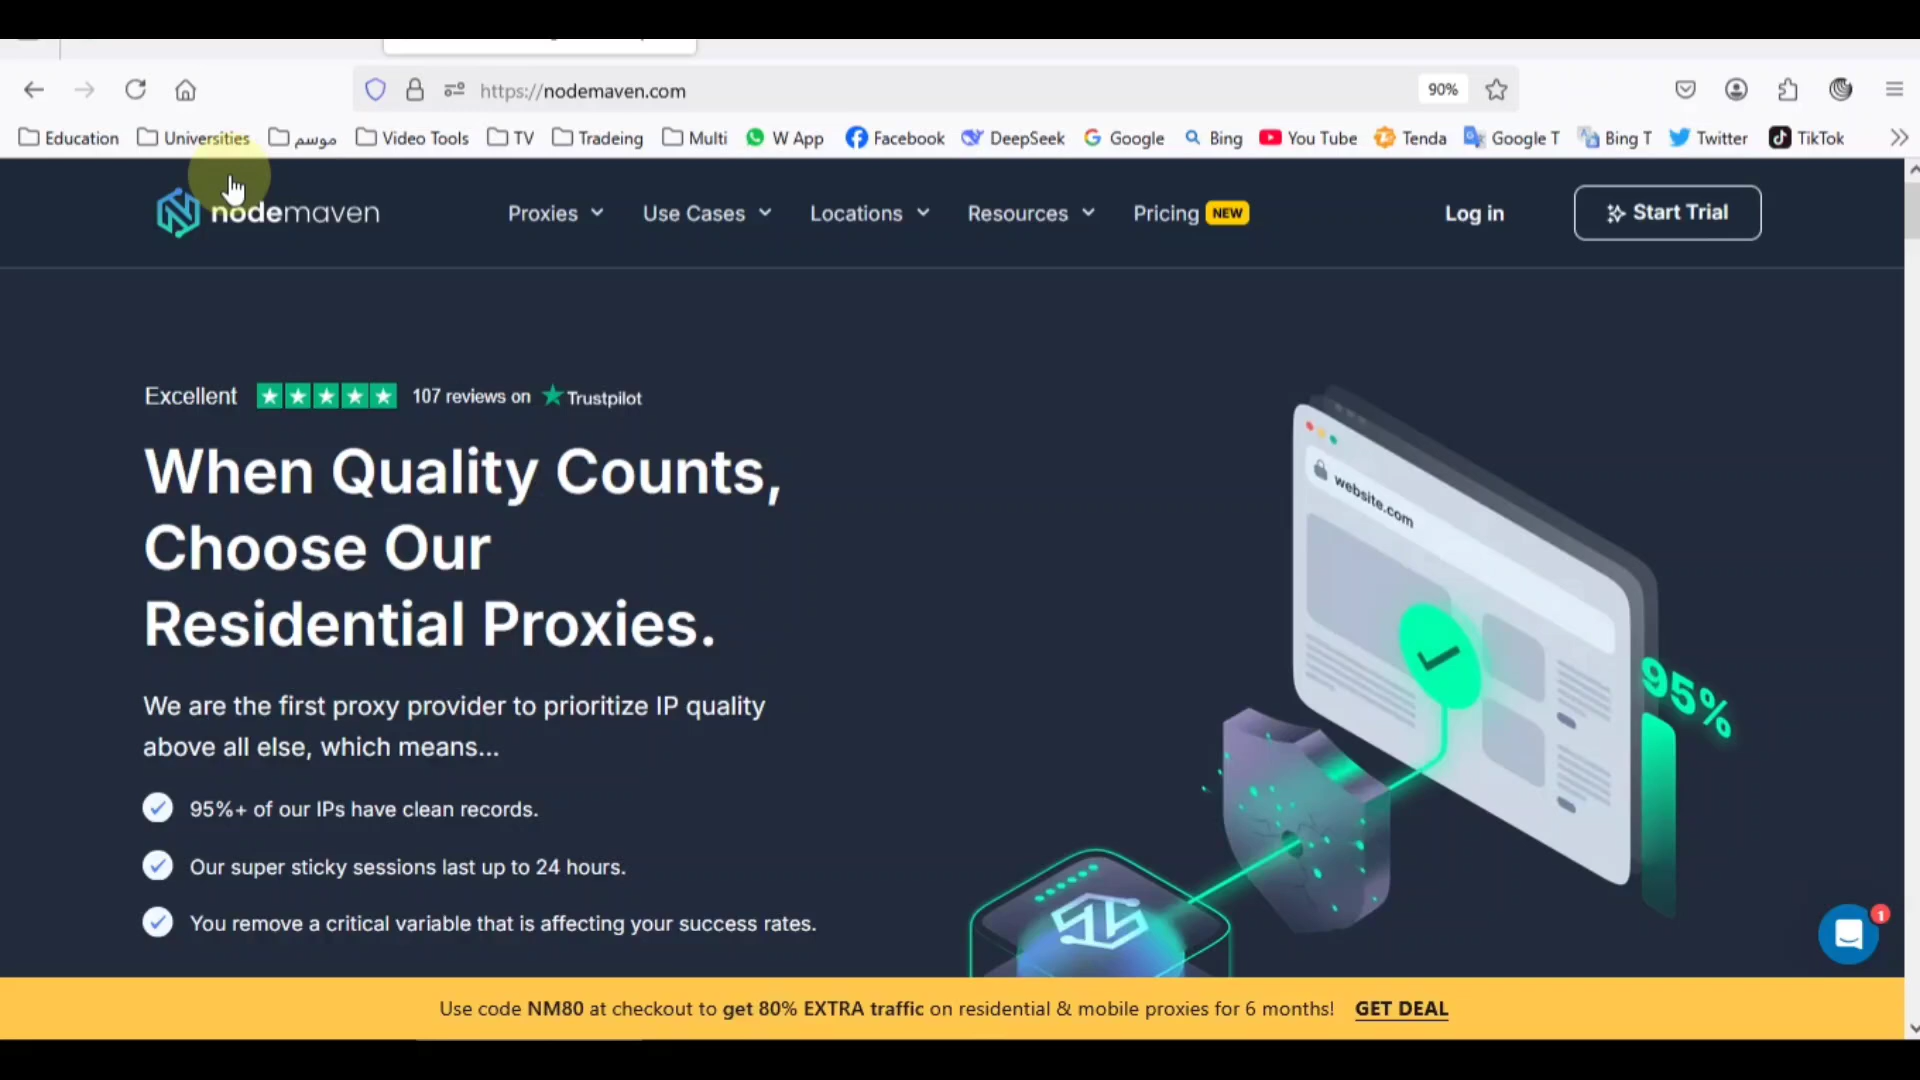 https://nodemaven.com
90%
Education Universities موسم Video Tools TV Tradeing Multi W App Facebook DeepSeek Google Bing You Tube Tenda Google T Bing T Twitter TikTok
nodemaven Proxies Use Cases Locations Resources Pricing NEW Log in Start Trial
Excellent 107 reviews on Trustpilot
When Quality Counts,
Choose Our
Residential Proxies.
We are the first proxy provider to prioritize IP quality
above all else, which means...
95%+ of our IPs have clean records.
Our super sticky sessions last up to 24 hours.
You remove a critical variable that is affecting your success rates.
website.com
95%
1
Use code NM80 at checkout to get 80% EXTRA traffic on residential & mobile proxies for 6 months! GET DEAL